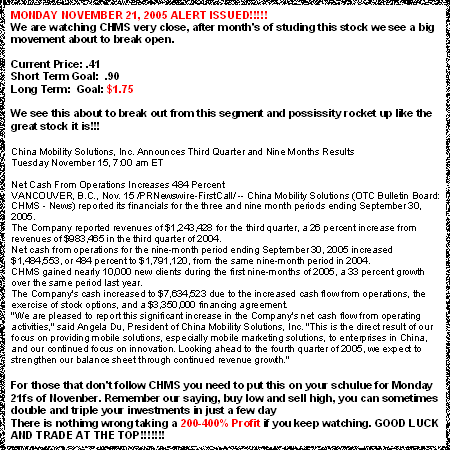 MONDAY NOVEMBER 21, 2005 ALERT ISSUED!!!!!
We are watching CHMS very close, after month's of studing this stock we see a big
movement about to break open.
Current Price: .41
Short Term Goal: .90
Long Term: Goal: $1.75
We see this about to break out from this segment and possissity rocket up like the
great stock it is!!!
China Mobility Solutions, Inc. Announces Third Quarter and Nine Months Results
Tuesday November 15, 7:00 am ET
Net Cash From Operations Increases 484 Percent
VANCOUVER, B.C., Nov. 15 /PRNewswire-FirstCall/ -- China Mobility Solutions (OTC Bulletin Board:
CHMS - News) reported its financials for the three and nine month periods ending September 30,
2005.
The Company reported revenues of $1,243,428 for the third quarter, a 26 percent increase from
revenues of $983,465 in the third quarter of 2004.
Net cash from operations for the nine-month period ending September 30, 2005 increased
$1,484,553, or 484 percent to $1,791,120, from the same nine-month period in 2004.
CHMS gained nearly 10,000 new clients during the first nine-months of 2005, a 33 percent growth
over the same period last year.
The Company's cash increased to $7,634,523 due to the increased cash flow from operations, the
exercise of stock options, and a $3,350,000 financing agreement.
"We are pleased to report this significant increase in the Company's net cash flow from operating
activities," said Angela Du, President of China Mobility Solutions, Inc. "This is the direct result of our
focus on providing mobile solutions, especially mobile marketing solutions, to enterprises in China,
and our continued focus on innovation. Looking ahead to the fourth quarter of 2005, we expect to
strengthen our balance sheet through continued revenue growth."
For those that don't follow CHMS you need to put this on your schulue for Monday
21fs of Novenber. Remember our saying, buy low and sell high, you can sometimes
double and triple your investments in just a few day
There is nothinig wrong taking a 200-400% Profit if you keep watching. GOOD LUCK
AND TRADE AT THE TOP!!!!!!!